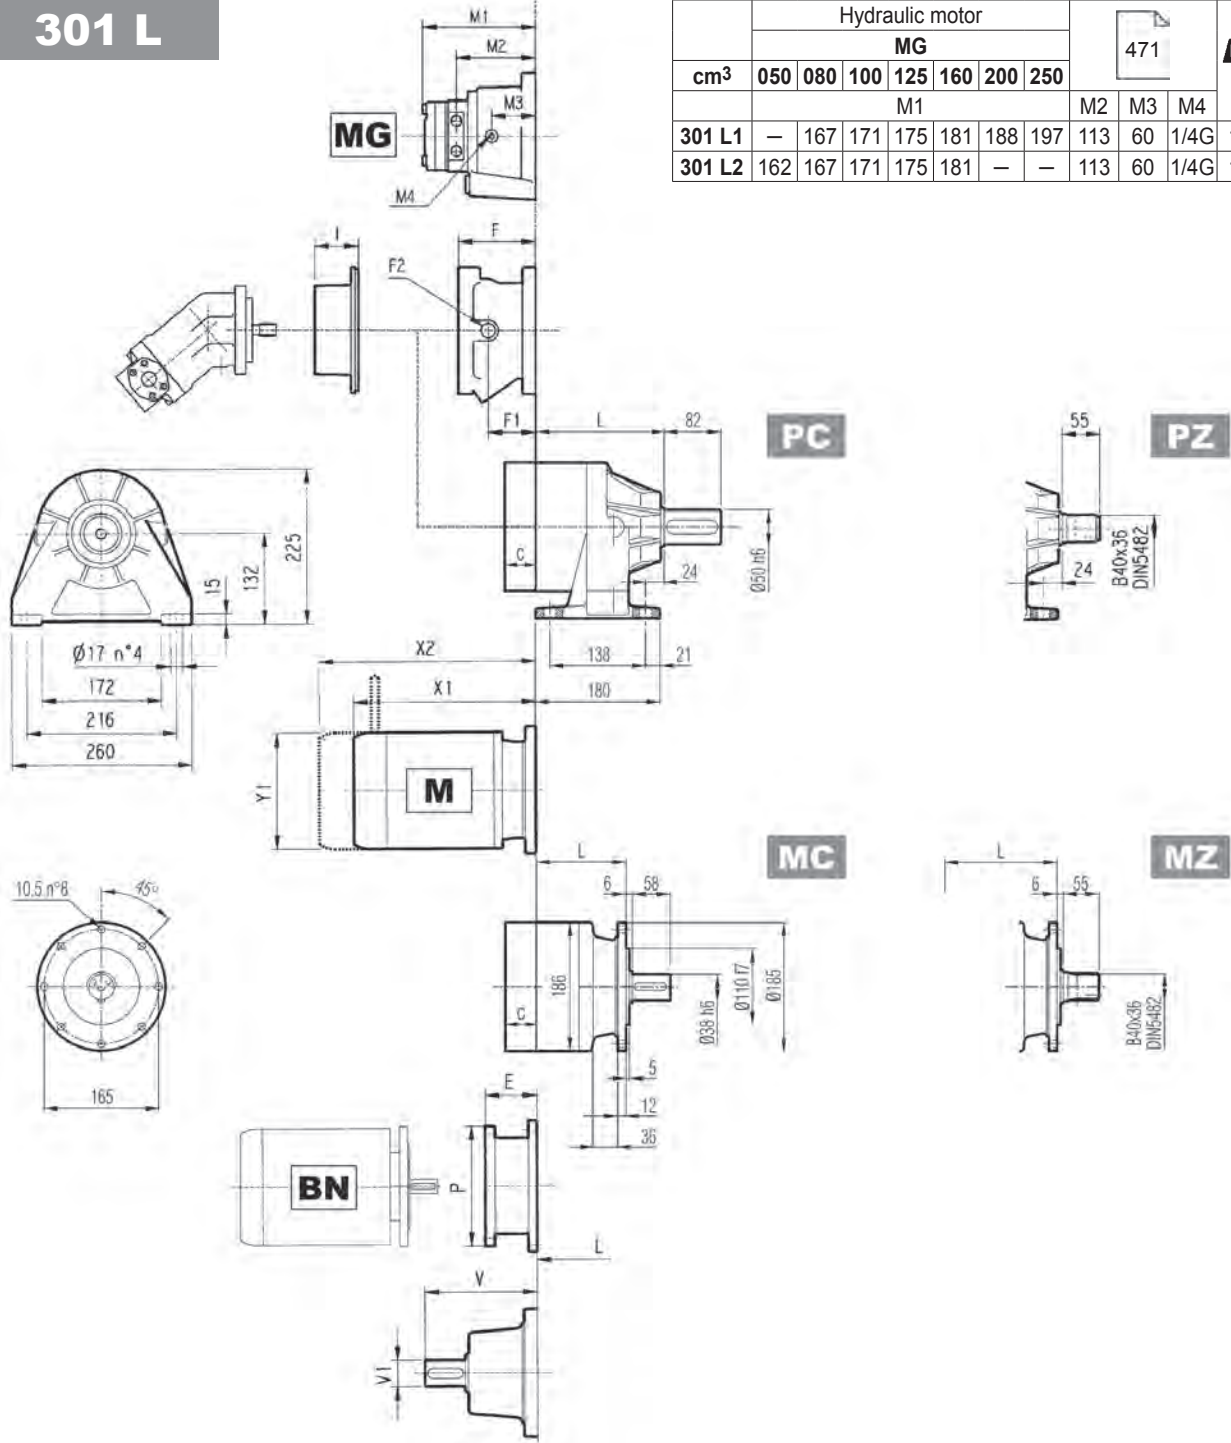 301 L
Hydraulic motor
MG
471
cm3 050 080 100 125 160 200 250
M1 M2 M3 M4
301 L1 – 167 171 175 181 188 197 113 60 1/4G
301 L2 162 167 171 175 181 – – 113 60 1/4G
M1
M2
M3
MG
M4
I
F
F2
F1
L
82
PC
55
PZ
C
24
Ø50 h6
24
B40x36
DIN5482
15
132
225
Ø17 n°4
172
216
260
138
21
180
X2
X1
Y1
M
MC
L
6 58
L
6 55
MZ
10.5 n°8
45°
165
C
186
Ø38 h6
Ø110 f7
Ø185
B40x36
DIN5482
5
12
36
E
BN
P
L
V
V1